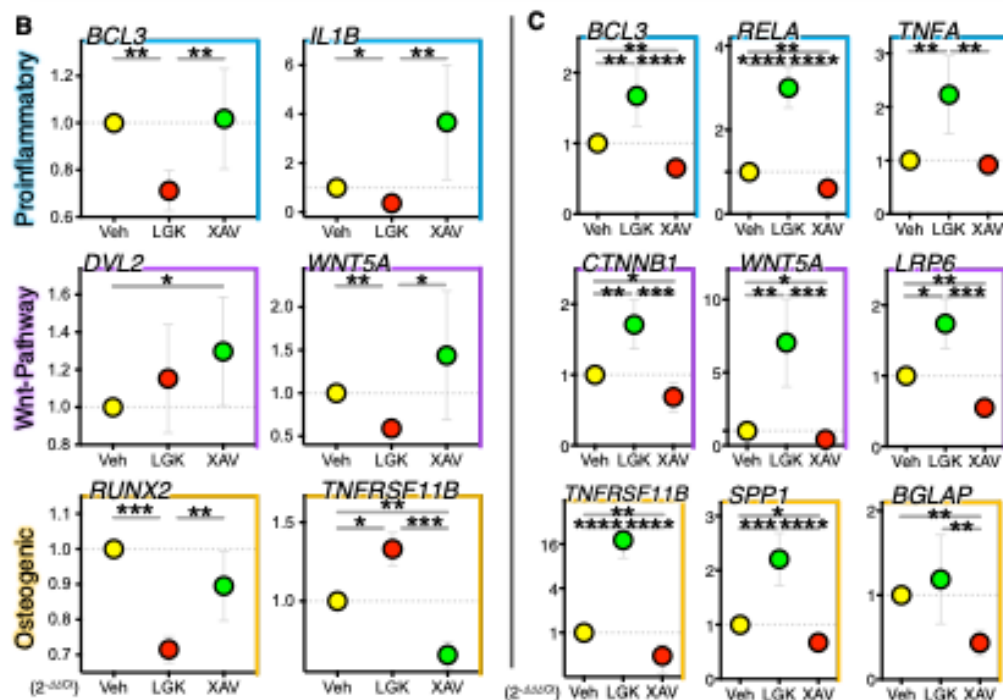 B
Proinflammatory
BCL3
** **
1.2
1.0
0.8
0.6
Veh LGK XAV
IL1B
* **
6
4
2
0
Veh LGK XAV
Wnt-Pathway
DVL2
*
1.6
1.4
1.2
1.0
0.8
Veh LGK XAV
WNT5A
** *
2.0
1.5
1.0
0.5
Veh LGK XAV
Osteogenic
RUNX2
*** **
1.1
1.0
0.9
0.8
0.7
Veh LGK XAV
TNFRSF11B
**
* ***
1.5
1.0
Veh LGK XAV
(2-ΔΔCt)
C
BCL3
**
** ****
2
1
0
Veh LGK XAV
RELA
**
**** ****
4
2
1
0
Veh LGK XAV
TNFA
** **
3
2
1
0
Veh LGK XAV
CTNNB1
*
** ***
2
1
0
Veh LGK XAV
WNT5A
*
** ***
10
5
1
0
Veh LGK XAV
LRP6
**
* ***
2
1
0
Veh LGK XAV
TNFRSF11B
**
**** ****
16
4
1
Veh LGK XAV
SPP1
*
*** ****
3
2
1
0
Veh LGK XAV
BGLAP
**
**
2
1
0
Veh LGK XAV